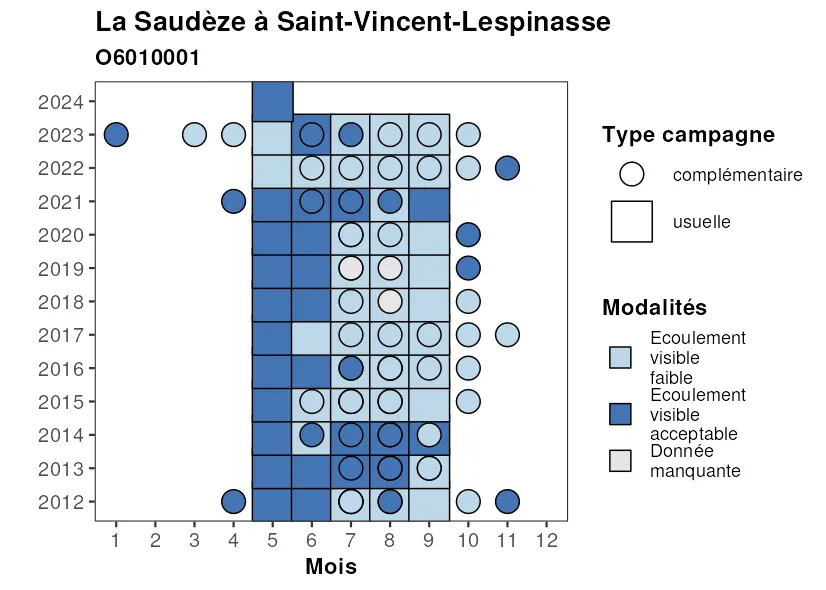 La Saudèze à Saint-Vincent-Lespinasse
O6010001
2024
2023
2022
2021
2020
2019
2018
2017
2016
2015
2014
2013
2012
1 2 3 4 5 6 7 8 9 10 11 12
Mois
Type campagne
complémentaire
usuelle
Modalités
Ecoulement
visible
faible
Ecoulement
visible
acceptable
Donnée
manquante